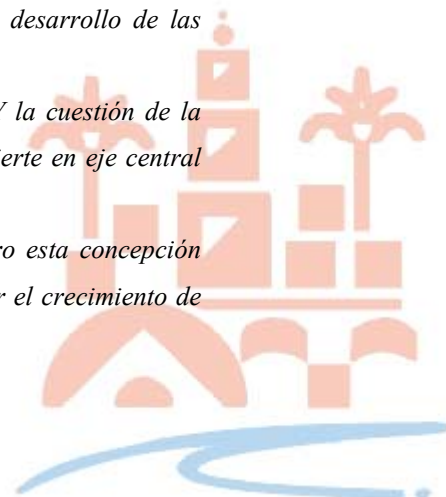 desarrollo de las
Y la cuestión de la
ierte en eje central
ro esta concepción
r el crecimiento de